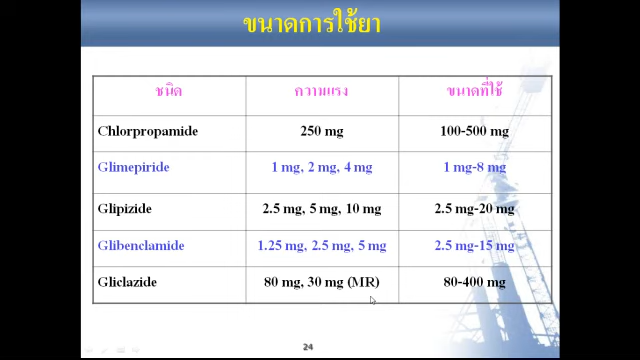 ขนาดการใช้ยา
ชนิด ความแรง ขนาดที่ใช้
Chlorpropamide 250 mg 100-500 mg
Glimepiride 1 mg, 2 mg, 4 mg 1 mg-8 mg
Glipizide 2.5 mg, 5 mg, 10 mg 2.5 mg-20 mg
Glibenclamide 1.25 mg, 2.5 mg, 5 mg 2.5 mg-15 mg
Gliclazide 80 mg, 30 mg (MR) 80-400 mg
24